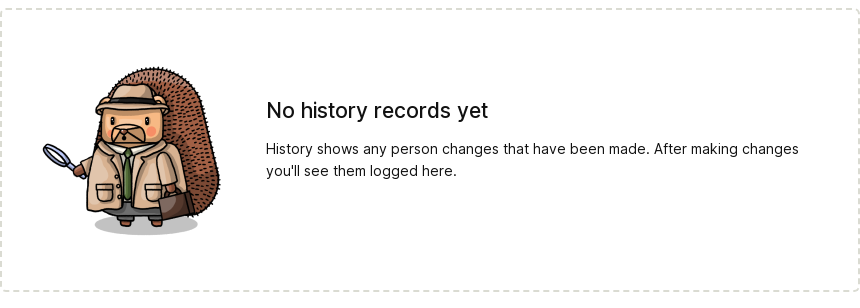 No history records yet
History shows any person changes that have been made. After making changes
you'll see them logged here.